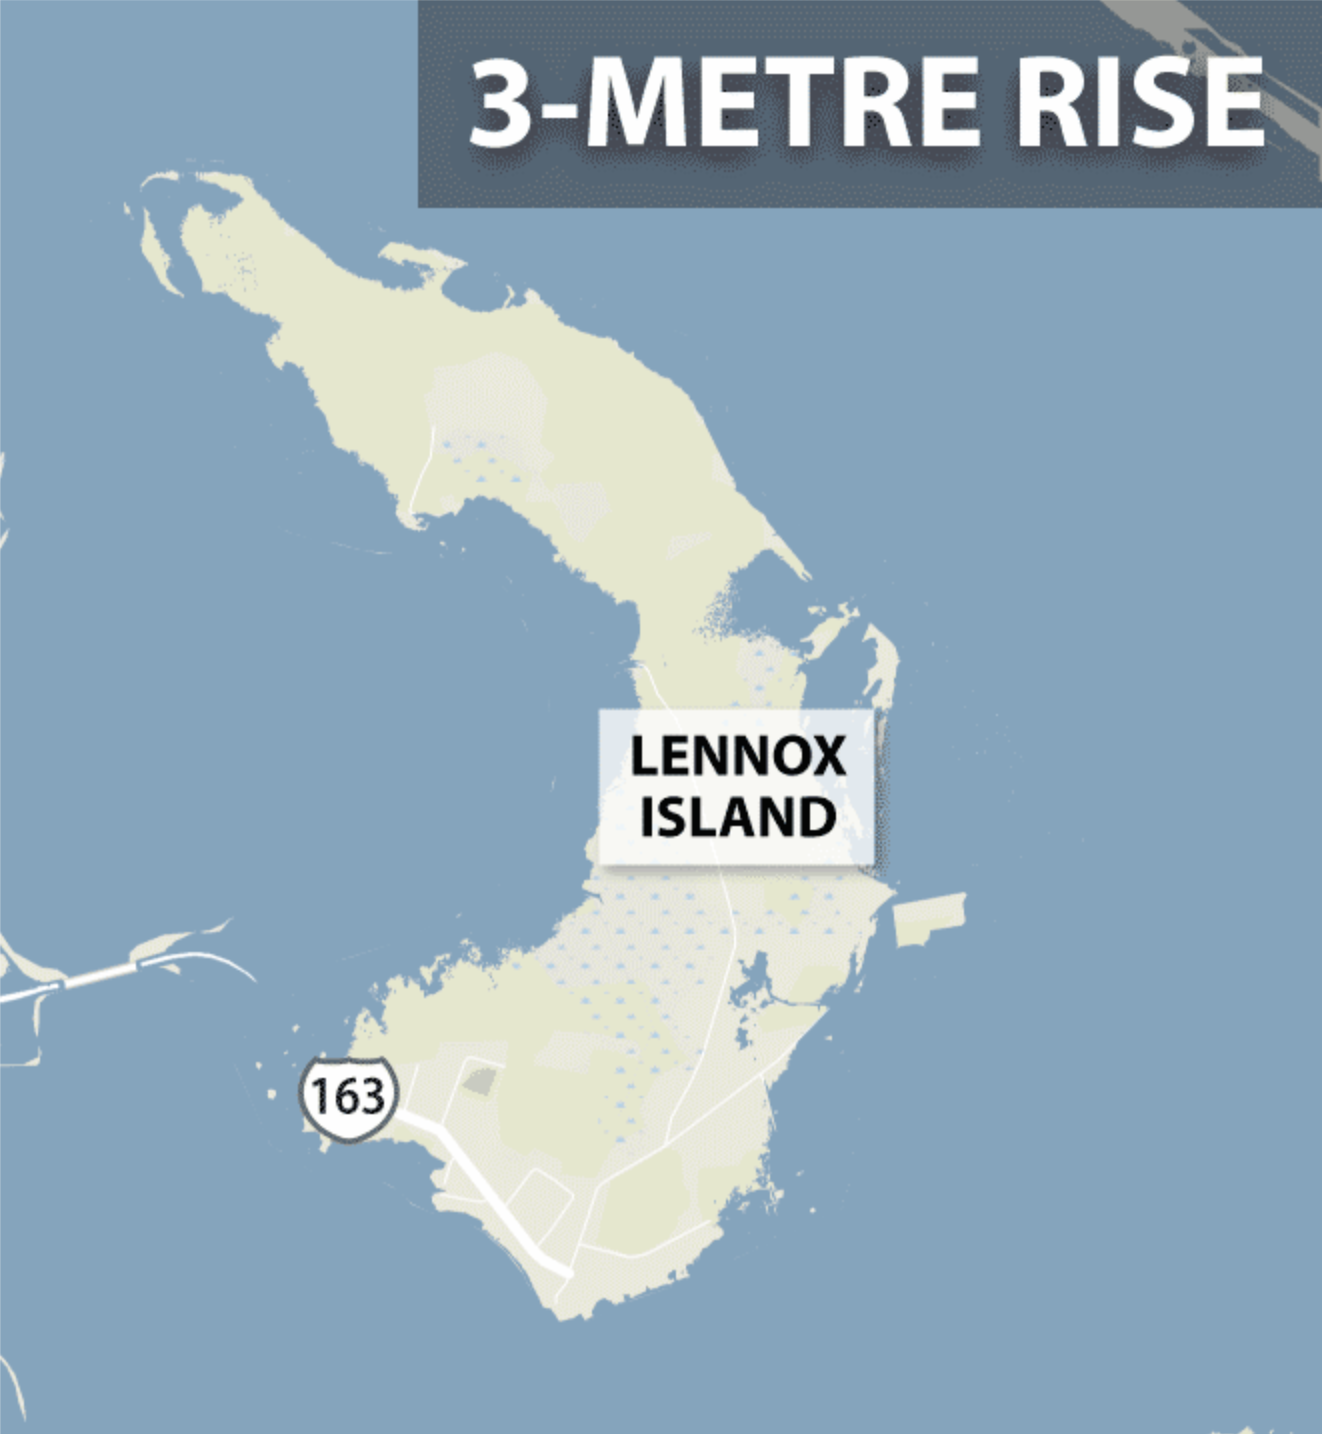 3-METRE RISE
LENNOX
ISLAND
163